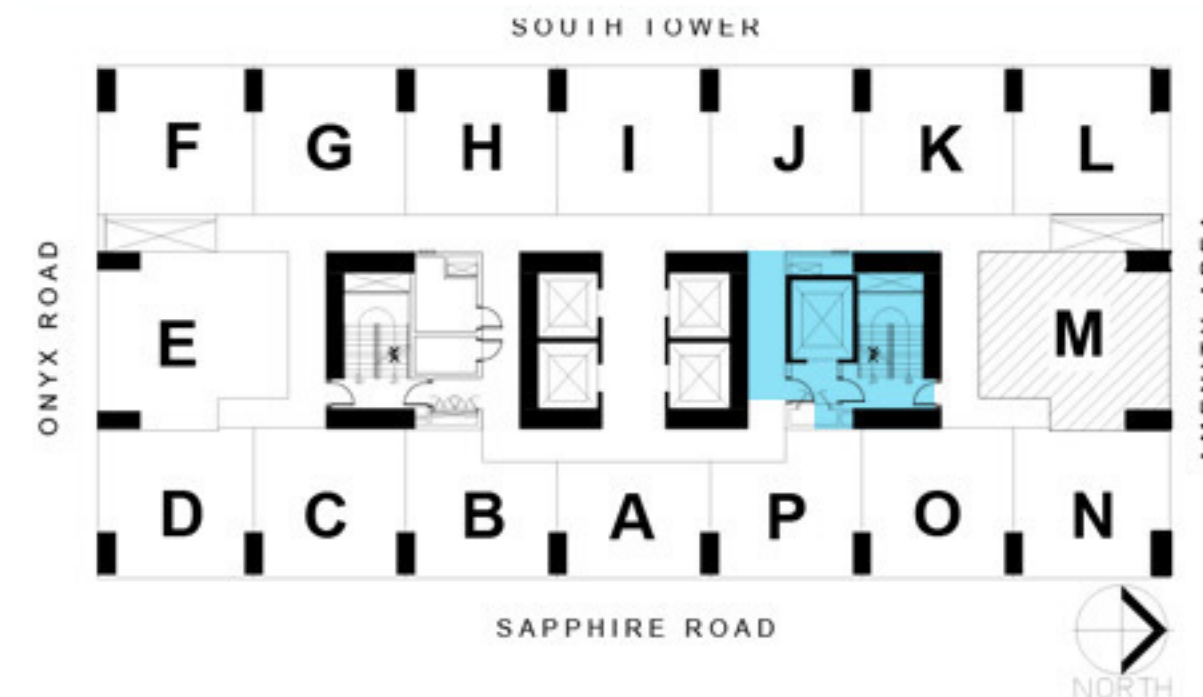 SOUTH TOWER
F G H I J K L
ONYX ROAD
E M
D C B A P O N
SAPPHIRE ROAD
NORTH